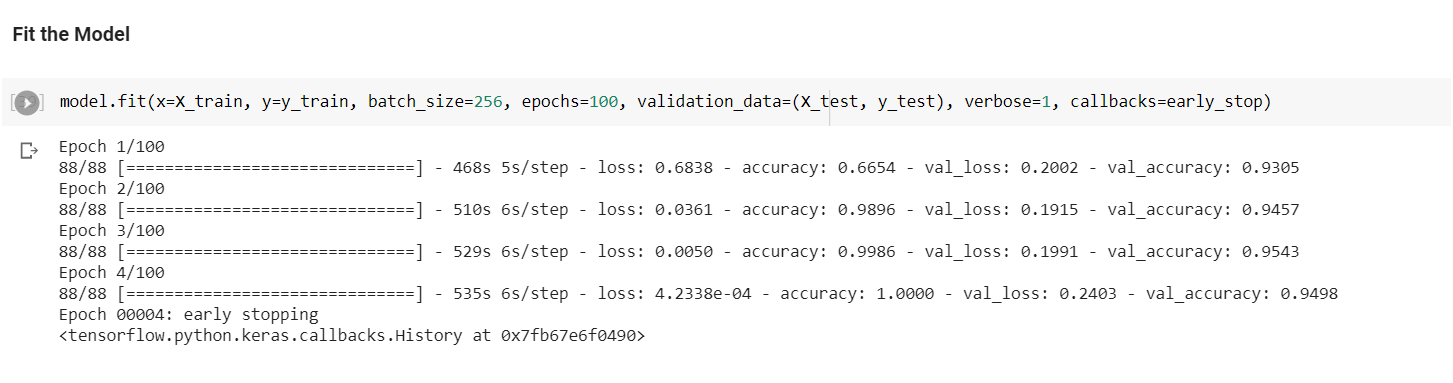 Fit the Model
model.fit(x=X_train, y=y_train, batch_size=256, epochs=100, validation_data=(X_test, y_test), verbose=1, callbacks=early_stop)
Epoch 1/100
88/88 [==============================] - 468s 5s/step - loss: 0.6838 - accuracy: 0.6654 - val_loss: 0.2002 - val_accuracy: 0.9305
Epoch 2/100
88/88 [==============================] - 510s 6s/step - loss: 0.0361 - accuracy: 0.9896 - val_loss: 0.1915 - val_accuracy: 0.9457
Epoch 3/100
88/88 [==============================] - 529s 6s/step - loss: 0.0050 - accuracy: 0.9986 - val_loss: 0.1991 - val_accuracy: 0.9543
Epoch 4/100
88/88 [==============================] - 535s 6s/step - loss: 4.2338e-04 - accuracy: 1.0000 - val_loss: 0.2403 - val_accuracy: 0.9498
Epoch 00004: early stopping
<tensorflow.python.keras.callbacks.History at 0x7fb67e6f0490>